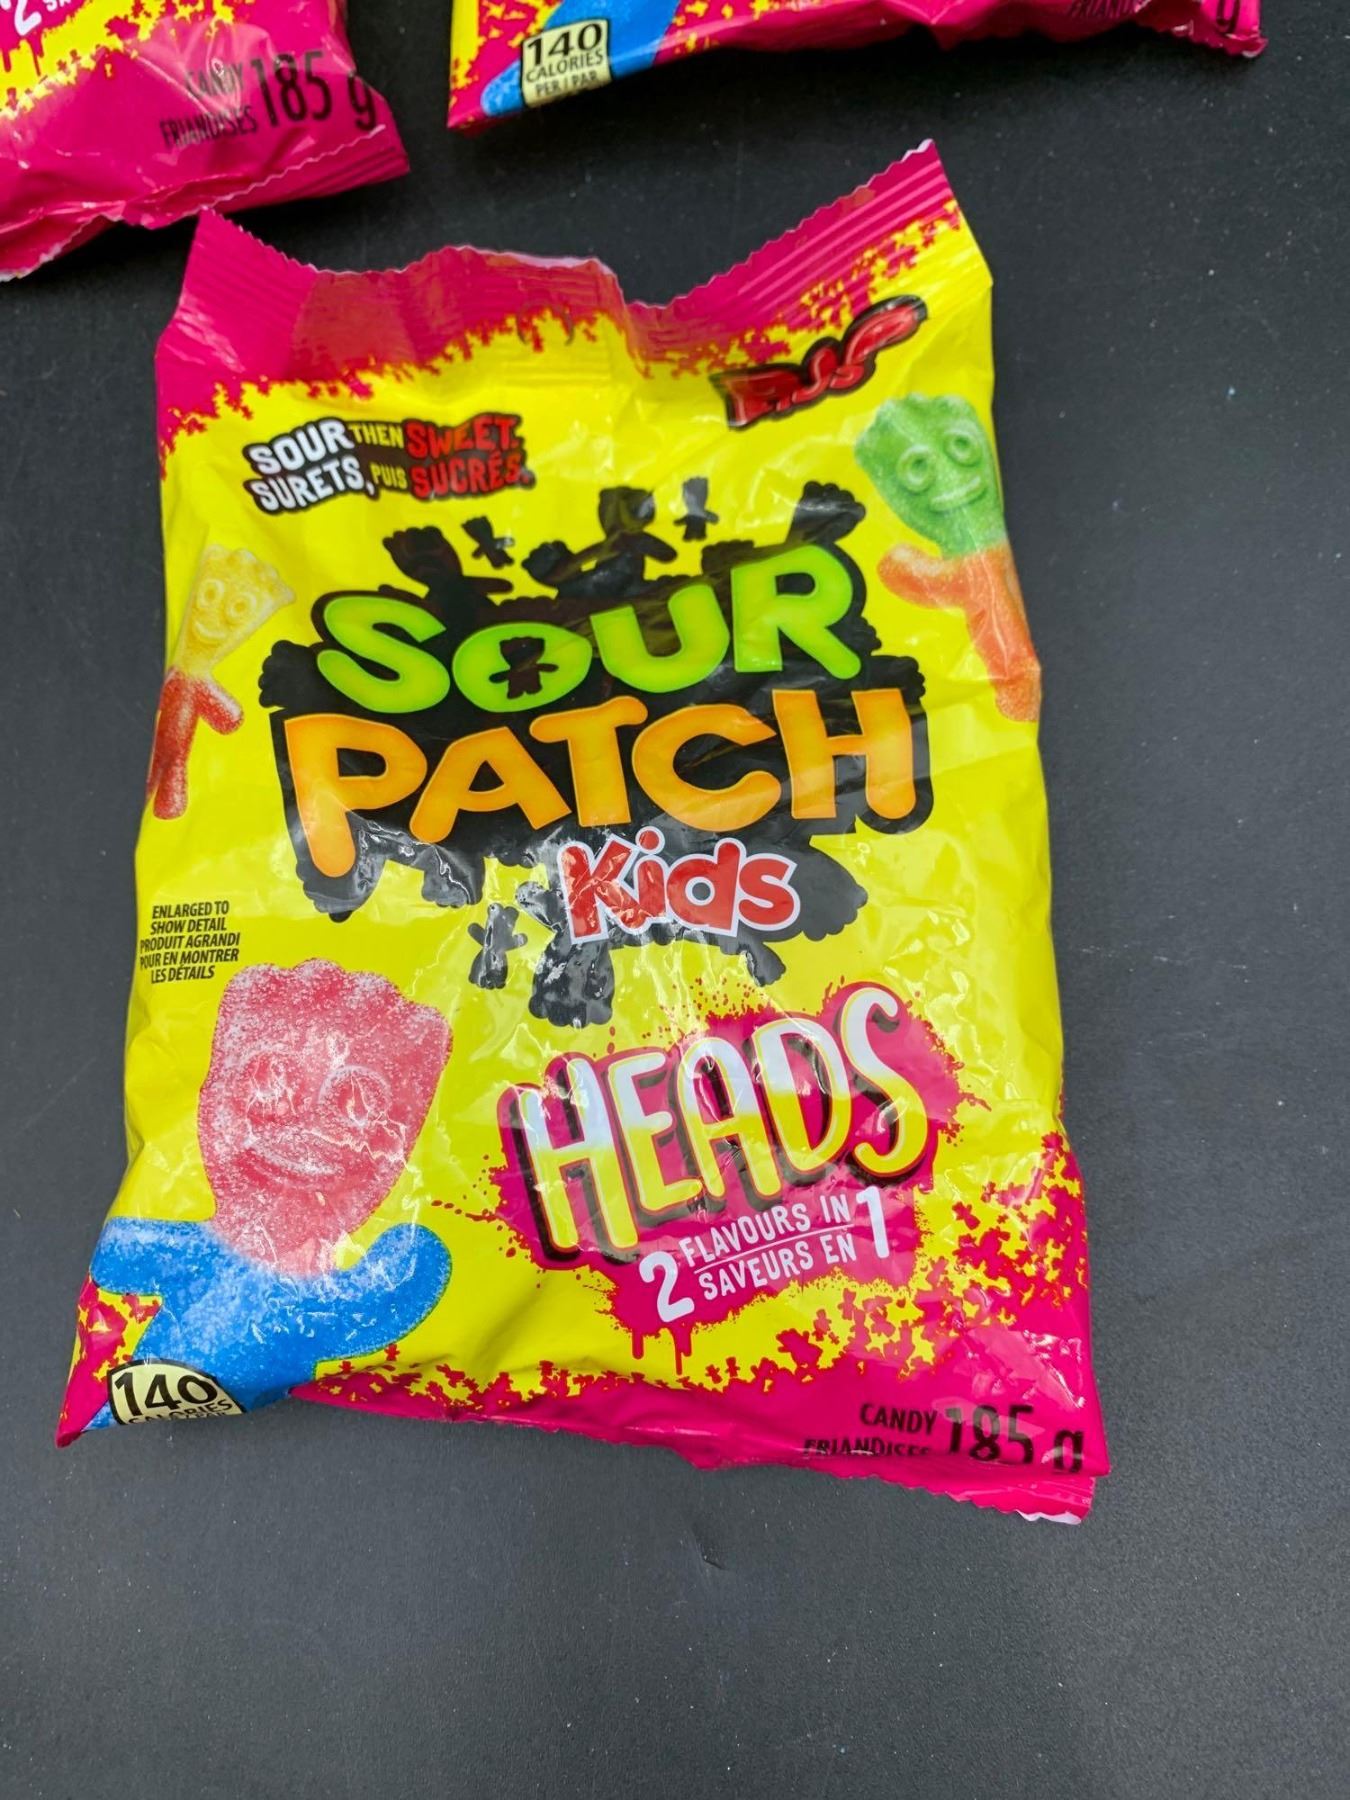 CANDY
FRIANDISES
185 g
140
CALORIES
PER / PAR
SOUR THEN SWEET.
SURETS, PUIS SUCRÉS.
SOUR
PATCH
Kids
ENLARGED TO
SHOW DETAIL
PRODUIT AGRANDI
POUR EN MONTRER
LES DÉTAILS
HEADS
2 FLAVOURS IN 1
SAVEURS EN
140
CALORIES
CANDY
FRIANDISES
185 g